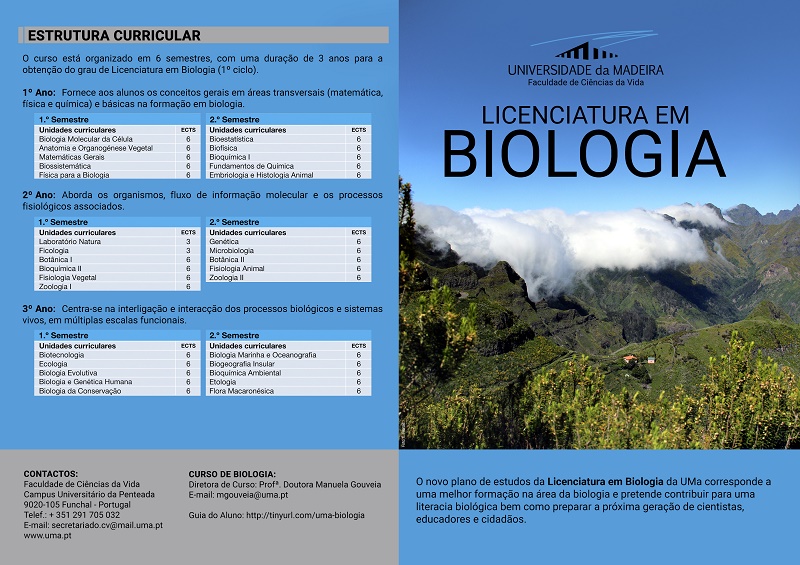 ESTRUTURA CURRICULAR
O curso está organizado em 6 semestres, com uma duração de 3 anos para a
obtenção do grau de Licenciatura em Biologia (1º ciclo).
1º Ano: Fornece aos alunos os conceitos gerais em áreas transversais (matemática,
física e química) e básicas na formação em biologia.
1.º Semestre
Unidades curriculares ECTS
Biologia Molecular da Célula 6
Anatomia e Organogénese Vegetal 6
Matemáticas Gerais 6
Biossistemática 6
Física para a Biologia 6
2.º Semestre
Unidades curriculares ECTS
Bioestatística 6
Biofísica 6
Bioquímica I 6
Fundamentos de Química 6
Embriologia e Histologia Animal 6
2º Ano: Aborda os organismos, fluxo de informação molecular e os processos
fisiológicos associados.
1.º Semestre
Unidades curriculares ECTS
Laboratório Natura 3
Ficologia 3
Botânica I 6
Bioquímica II 6
Fisiologia Vegetal 6
Zoologia I 6
2.º Semestre
Unidades curriculares ECTS
Genética 6
Microbiologia 6
Botânica II 6
Fisiologia Animal 6
Zoologia II 6
3º Ano: Centra-se na interligação e interacção dos processos biológicos e sistemas
vivos, em múltiplas escalas funcionais.
1.º Semestre
Unidades curriculares ECTS
Biotecnologia 6
Ecologia 6
Biologia Evolutiva 6
Biologia e Genética Humana 6
Biologia da Conservação 6
2.º Semestre
Unidades curriculares ECTS
Biologia Marinha e Oceanografia 6
Biogeografia Insular 6
Bioquímica Ambiental 6
Etologia 6
Flora Macaronésica 6
CONTACTOS:
Faculdade de Ciências da Vida
Campus Universitário da Penteada
9020-105 Funchal - Portugal
Telef.: + 351 291 705 032
E-mail: secretariado.cv@mail.uma.pt
www.uma.pt
CURSO DE BIOLOGIA:
Diretora de Curso: Profª. Doutora Manuela Gouveia
E-mail: mgouveia@uma.pt
Guia do Aluno: http://tinyurl.com/uma-biologia
UNIVERSIDADE da MADEIRA
Faculdade de Ciências da Vida
LICENCIATURA EM
BIOLOGIA
O novo plano de estudos da Licenciatura em Biologia da UMa corresponde a
uma melhor formação na área da biologia e pretende contribuir para uma
literacia biológica bem como preparar a próxima geração de cientistas,
educadores e cidadãos.